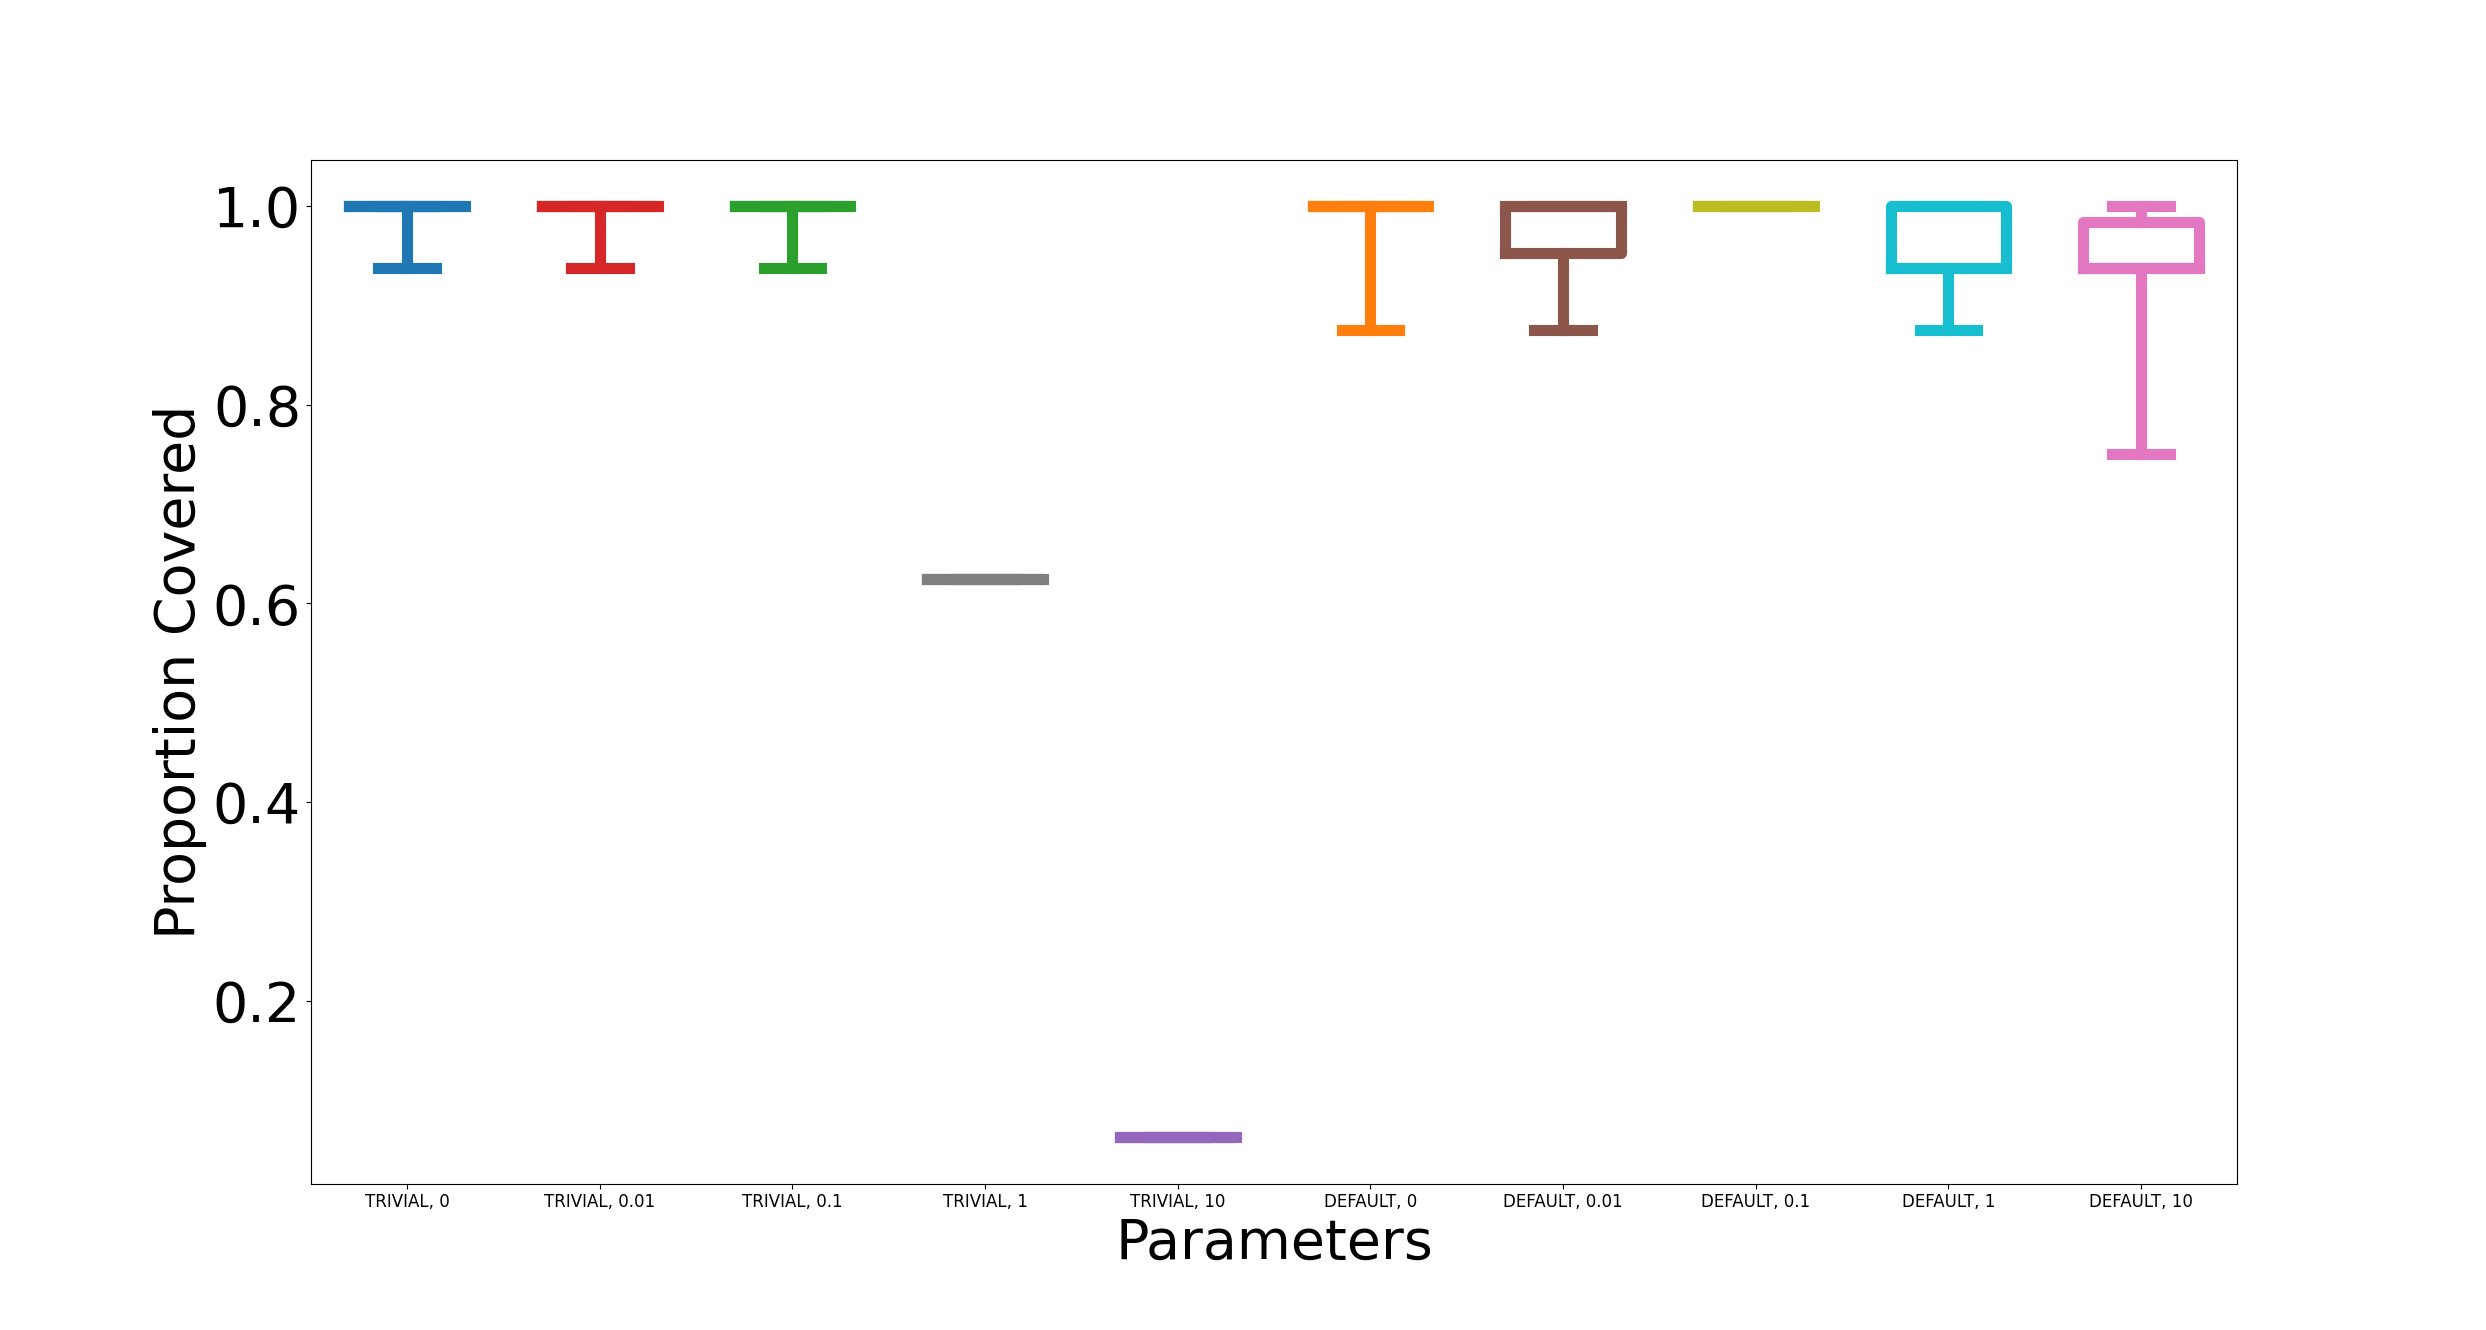 Proportion Covered
1.0
0.8
0.6
0.4
0.2
TRIVIAL, 0
TRIVIAL, 0.01
TRIVIAL, 0.1
TRIVIAL, 1
TRIVIAL, 10
DEFAULT, 0
DEFAULT, 0.01
DEFAULT, 0.1
DEFAULT, 1
DEFAULT, 10
Parameters